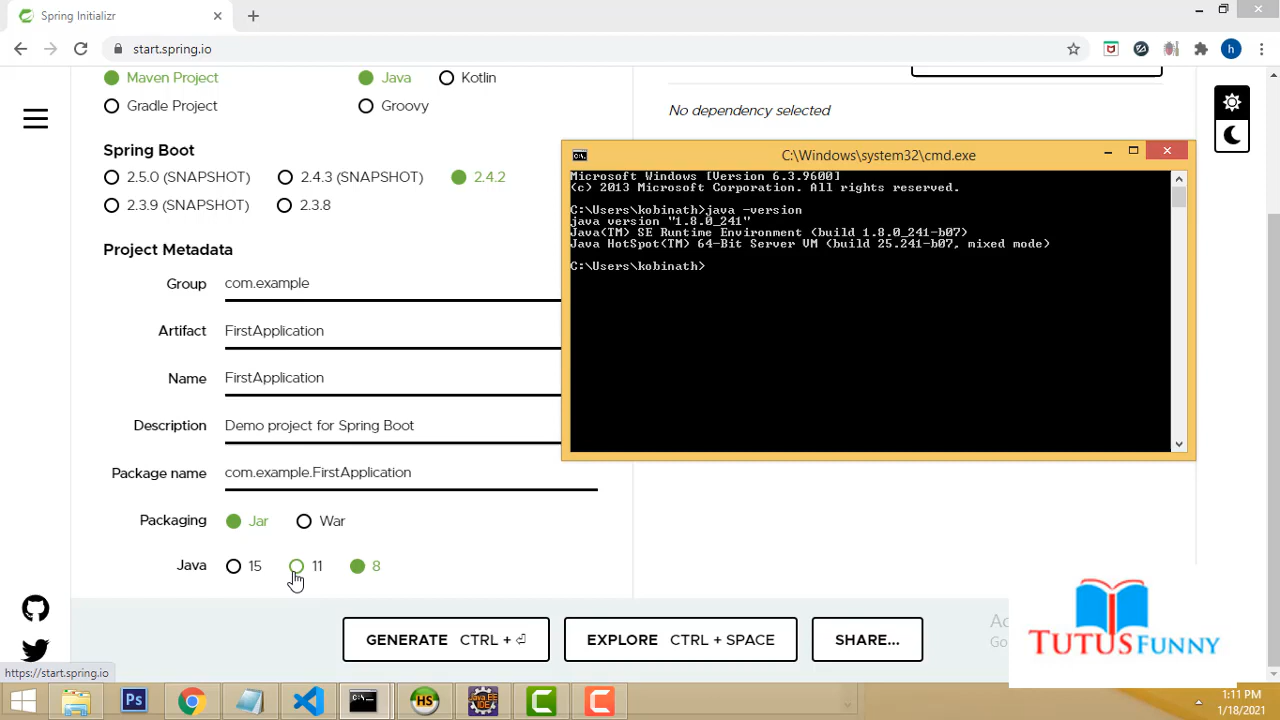 Spring Initializr
start.spring.io
h
Maven Project
Java
Kotlin
Gradle Project
Groovy
No dependency selected
Spring Boot
2.5.0 (SNAPSHOT)
2.4.3 (SNAPSHOT)
2.4.2
2.3.9 (SNAPSHOT)
2.3.8
C:\Windows\system32\cmd.exe
Microsoft Windows [Version 6.3.9600]
(c) 2013 Microsoft Corporation. All rights reserved.
C:\Users\kobinath>java -version
java version "1.8.0_241"
Java(TM) SE Runtime Environment (build 1.8.0_241-b07)
Java HotSpot(TM) 64-Bit Server VM (build 25.241-b07, mixed mode)
C:\Users\kobinath>
Project Metadata
Group com.example
Artifact FirstApplication
Name FirstApplication
Description Demo project for Spring Boot
Package name com.example.FirstApplication
Packaging Jar War
Java 15 11 8
GENERATE CTRL + ⏎
EXPLORE CTRL + SPACE
SHARE...
TUTUSFUNNY
https://start.spring.io
Ps
HS
Java EE
IDE
1:11 PM
1/18/2021